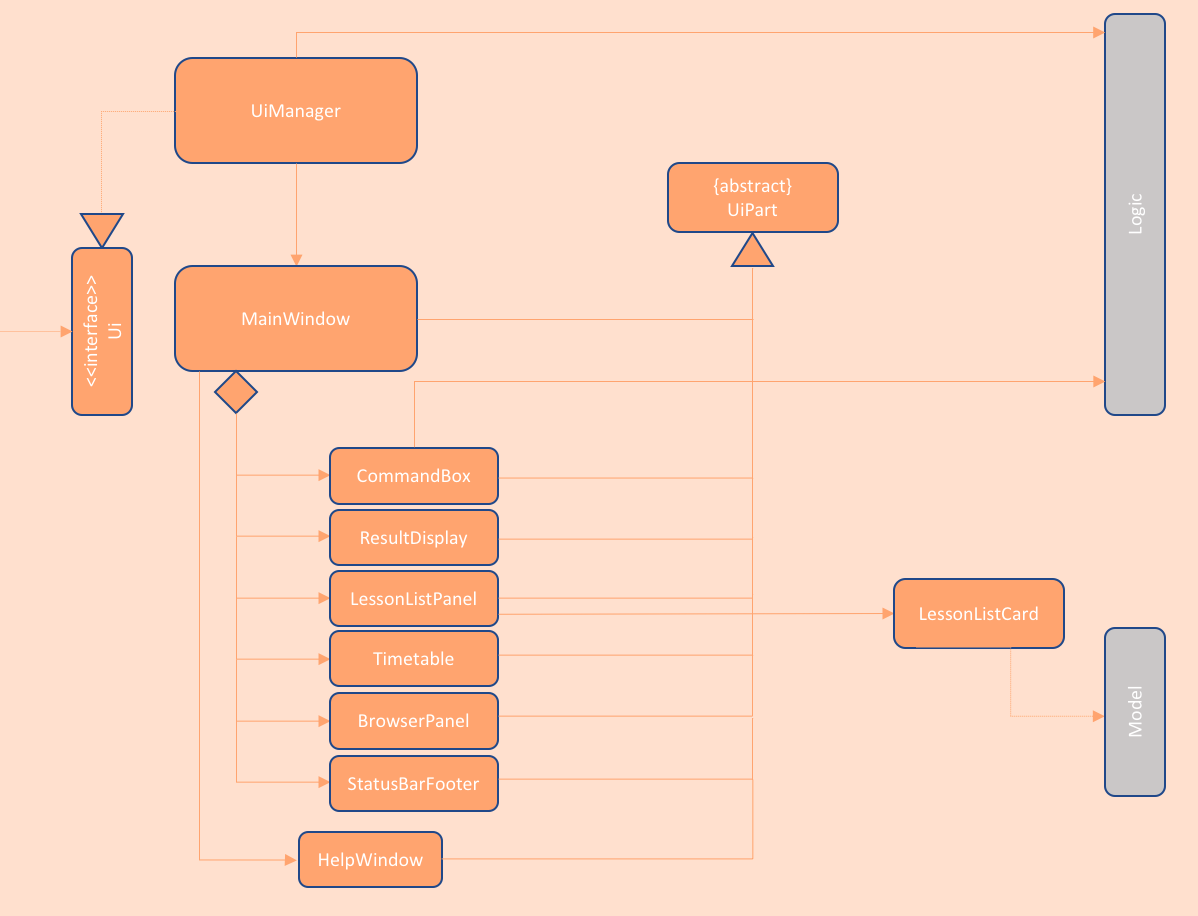 UiManager
{abstract}
UiPart
Logic
<<interface>>
Ui
MainWindow
CommandBox
ResultDisplay
LessonListPanel
LessonListCard
Timetable
BrowserPanel
Model
StatusBarFooter
HelpWindow